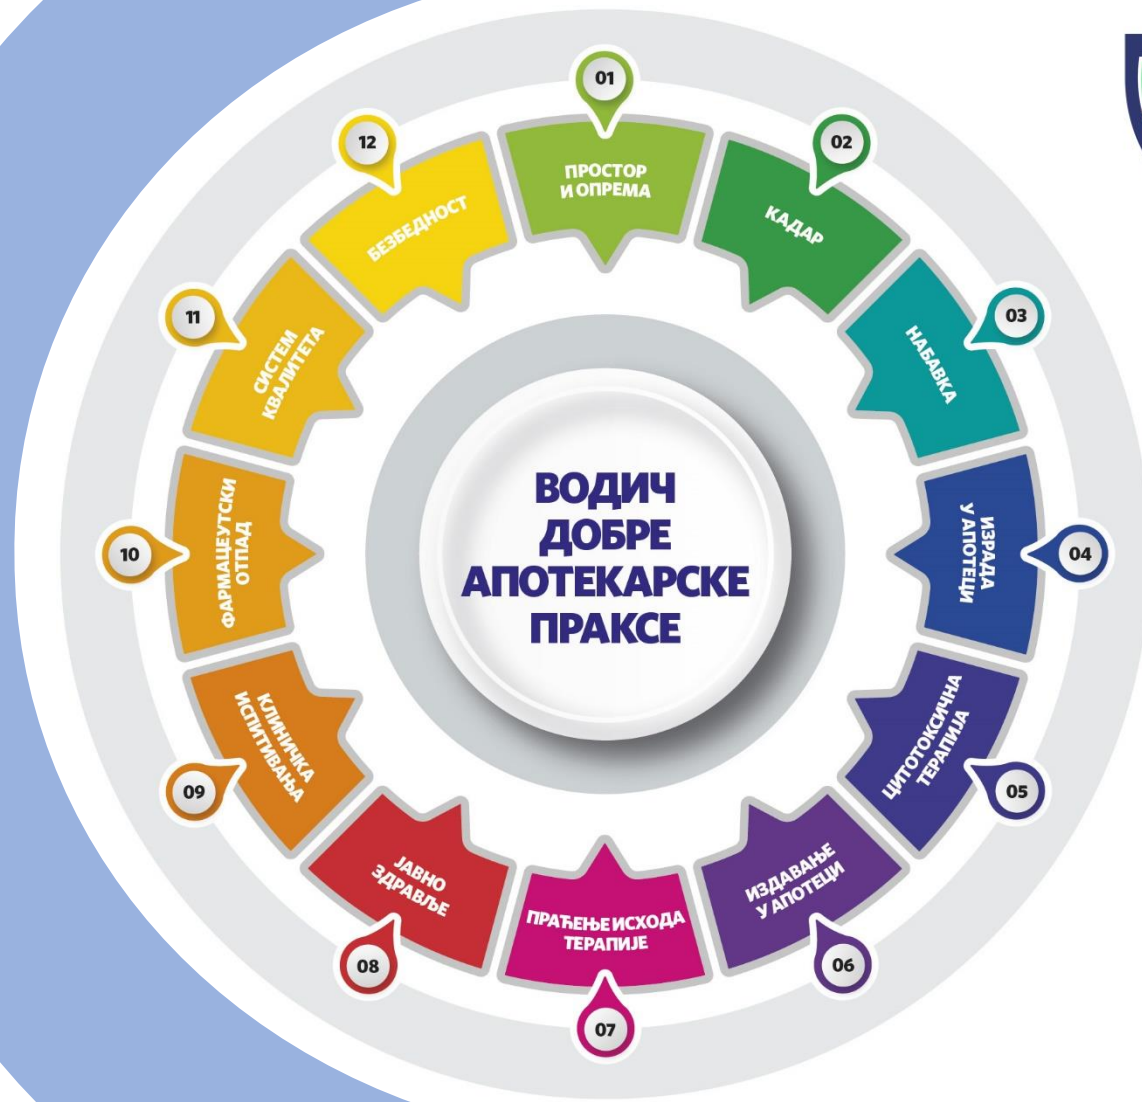 ВОДИЧ
ДОБРЕ
АПОТЕКАРСКЕ
ПРАКСЕ
01
ПРОСТОР
И ОПРЕМА
02
КАДАР
03
НАБАВКА
04
ИЗРАДА
У АПОТЕЦИ
05
ЦИТОТОКСИЧНА
ТЕРАПИЈА
06
ИЗДАВАЊЕ
У АПОТЕЦИ
07
ПРАЋЕЊЕ ИСХОДА
ТЕРАПИЈЕ
08
ЈАВНО
ЗДРАВЉЕ
09
КЛИНИЧКА
ИСПИТИВАЊА
10
ФАРМАЦЕУТСКИ
ОТПАД
11
СИСТЕМ
КВАЛИТЕТА
12
БЕЗБЕДНОСТ